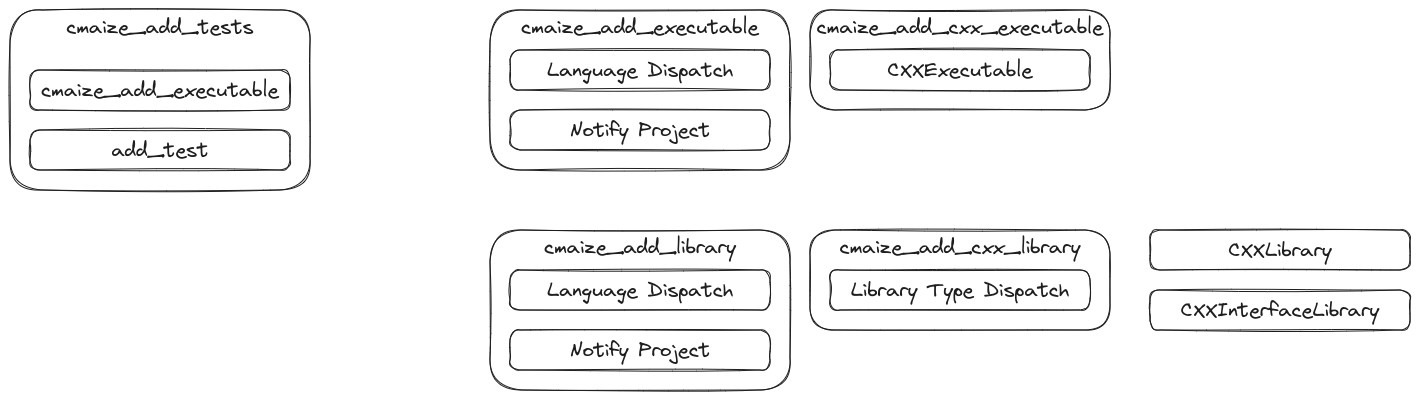 cmaize_add_tests
cmaize_add_executable
add_test
cmaize_add_executable
Language Dispatch
Notify Project
cmaize_add_cxx_executable
CXXExecutable
cmaize_add_library
Language Dispatch
Notify Project
cmaize_add_cxx_library
Library Type Dispatch
CXXLibrary
CXXInterfaceLibrary